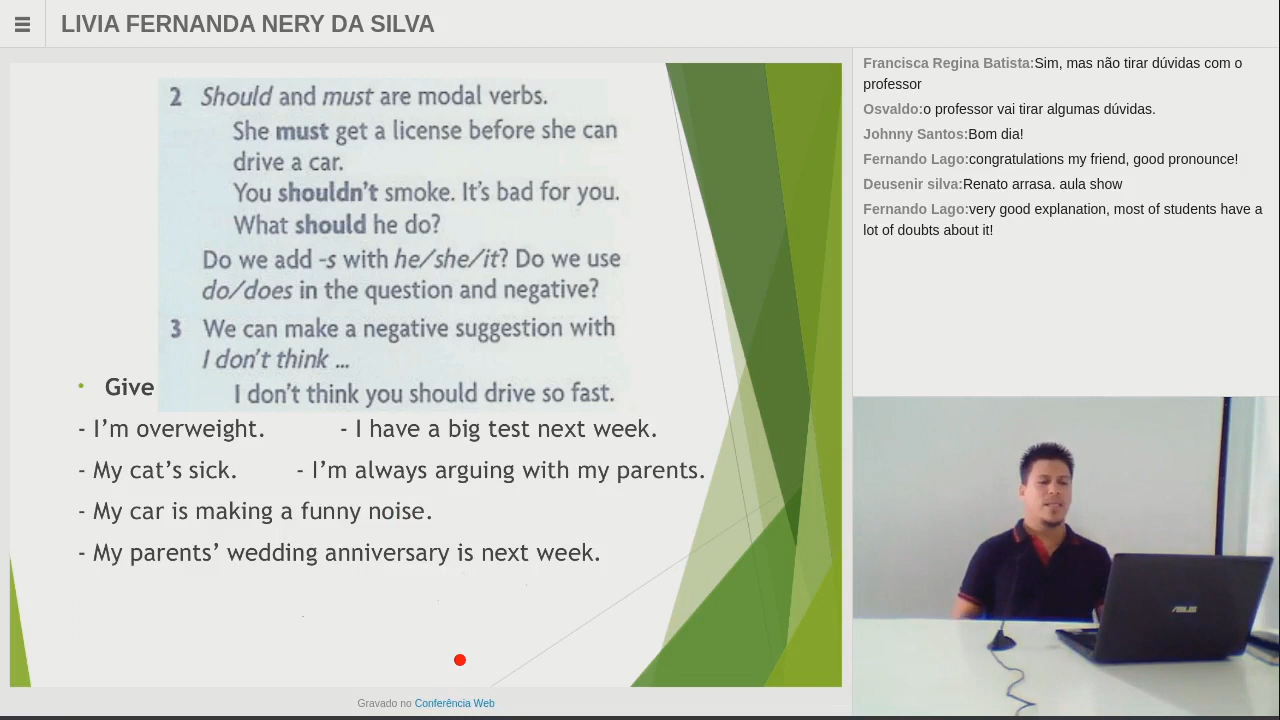 LIVIA FERNANDA NERY DA SILVA
2 Should and must are modal verbs.
She must get a license before she can
drive a car.
You shouldn't smoke. It's bad for you.
What should he do?
Do we add -s with he/she/it? Do we use
do/does in the question and negative?
3 We can make a negative suggestion with
I don't think ...
I don't think you should drive so fast.
• Give
- I'm overweight. - I have a big test next week.
- My cat's sick. - I'm always arguing with my parents.
- My car is making a funny noise.
- My parents' wedding anniversary is next week.
Gravado no Conferência Web
Francisca Regina Batista:Sim, mas não tirar dúvidas com o
professor
Osvaldo:o professor vai tirar algumas dúvidas.
Johnny Santos:Bom dia!
Fernando Lago:congratulations my friend, good pronounce!
Deusenir silva:Renato arrasa. aula show
Fernando Lago:very good explanation, most of students have a
lot of doubts about it!
ASUS